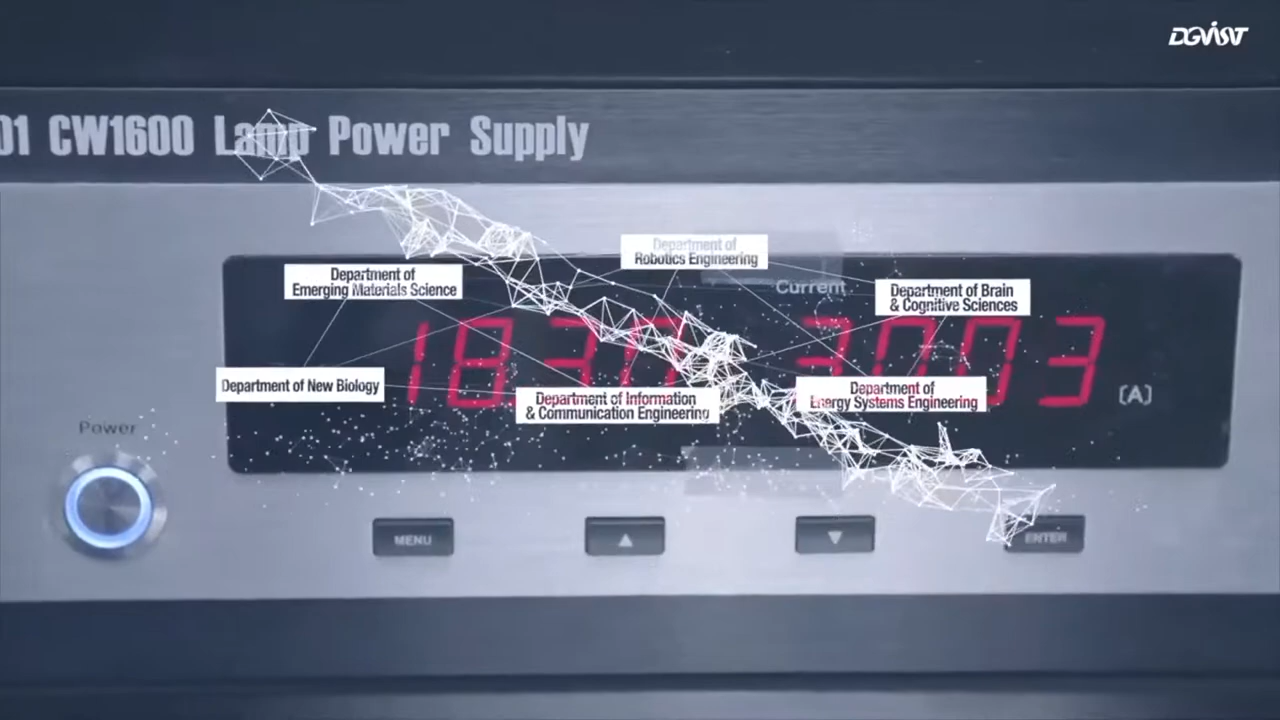 DGIST
01 CW1600 Lamp Power Supply
Department of
Robotics Engineering
Department of
Emerging Materials Science
Current
Department of Brain
& Cognitive Sciences
Department of New Biology
Department of Information
& Communication Engineering
Department of
Energy Systems Engineering
3003
(A)
Power
MENU
ENTER